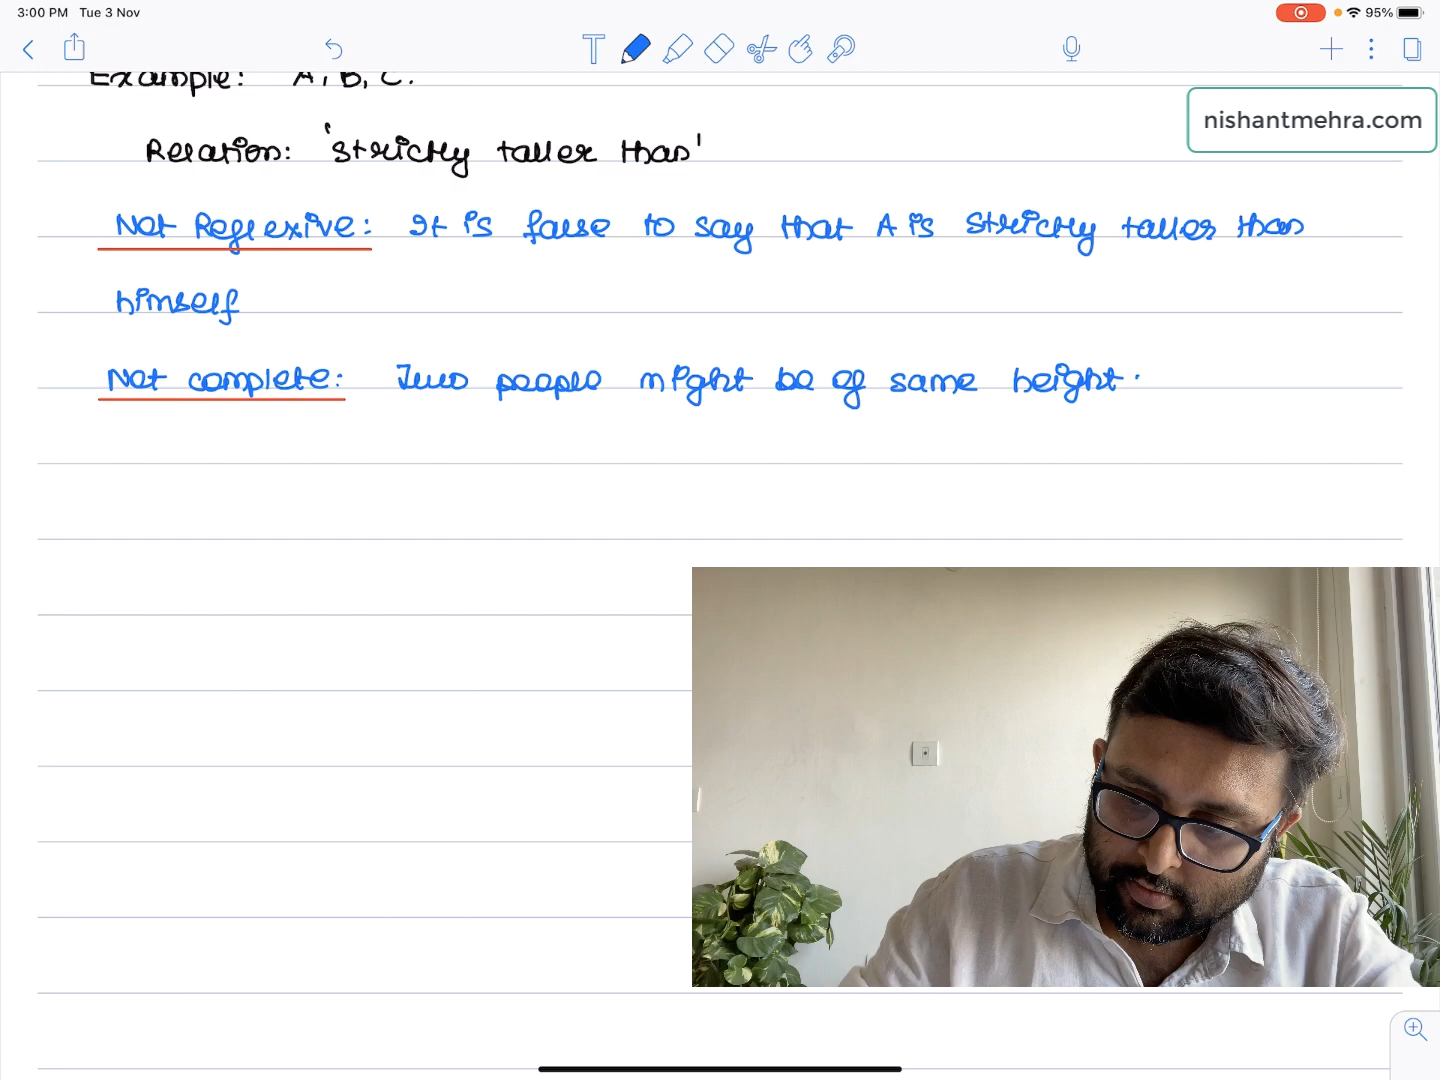 3:00 PM Tue 3 Nov
95%
Example: A, B, C.
nishantmehra.com
Relation: 'strictly taller than'
Not Reflexive: It is false to say that A is strictly taller than
himself
Not complete: Two people might be of same height.